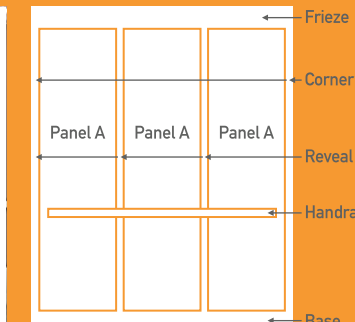 Frieze
Corner
Panel A Panel A Panel A
Reveal
Handra
Base